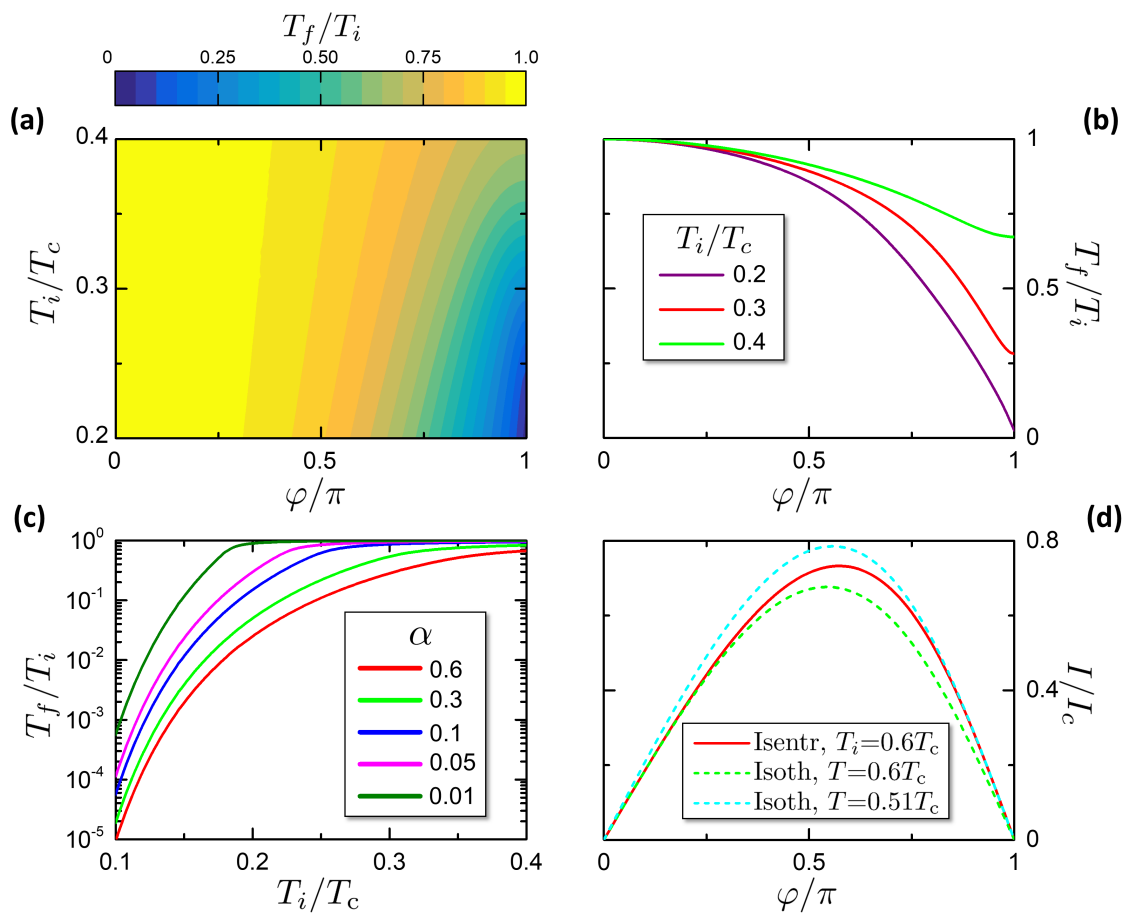 T_f/T_i
0 0.25 0.50 0.75 1.0
(a)
T_i/T_c
0.4
0.3
0.2
0 0.5 1
φ/π
(b)
1
0.5
0
T_f/T_i
T_i/T_c
0.2
0.3
0.4
0 0.5 1
φ/π
(c)
T_f/T_i
10^0
10^-1
10^-2
10^-3
10^-4
10^-5
α
0.6
0.3
0.1
0.05
0.01
0.1 0.2 0.3 0.4
T_i/T_c
(d)
0.8
0.4
0
I/I_c
Isentr, T_i=0.6T_c
Isoth, T=0.6T_c
Isoth, T=0.51T_c
0 0.5 1
φ/π